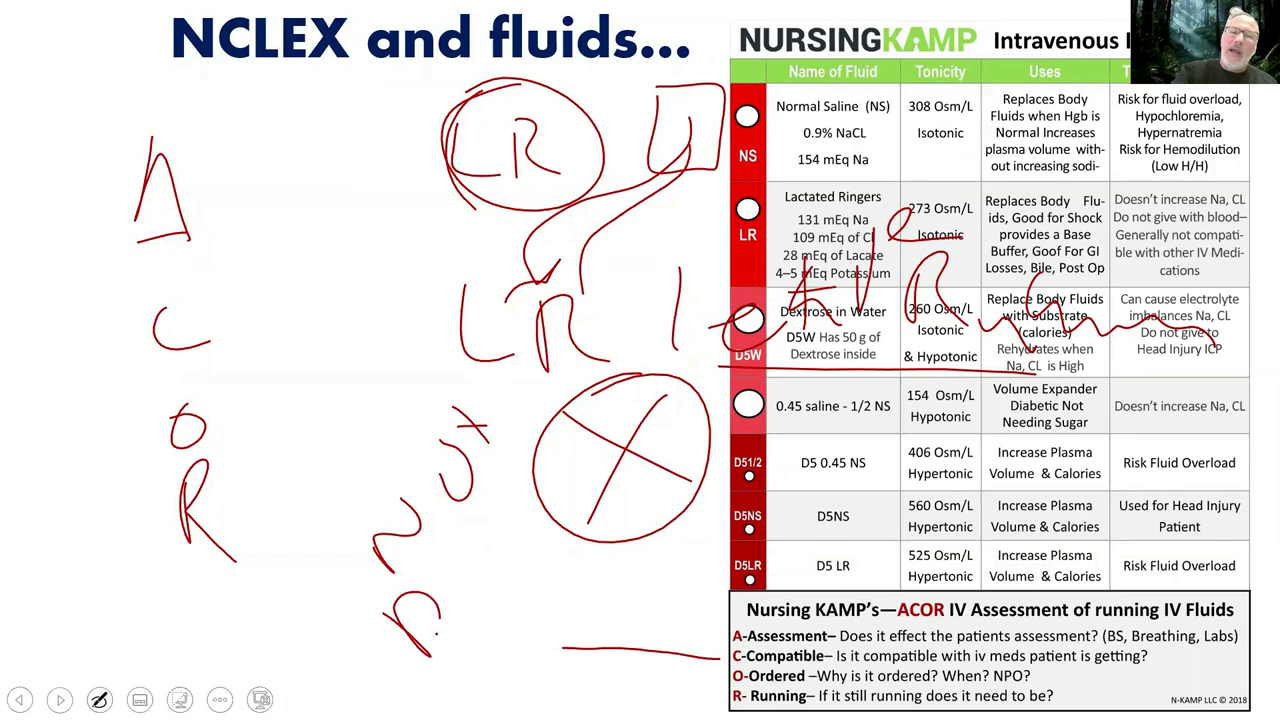 NCLEX and fluids...
A
C
O
R
LR
LR
leave Running
NURSINGKAMP Intravenous
Name of Fluid Tonicity Uses
NS
Normal Saline (NS)
0.9% NaCL
154 mEq Na
308 Osm/L
Isotonic
Replaces Body
Fluids when Hgb is
Normal Increases
plasma volume with-
out increasing sodi-
Risk for fluid overload,
Hypochloremia,
Hypernatremia
Risk for Hemodilution
(Low H/H)
LR
Lactated Ringers
131 mEq Na
109 mEq of Cl
28 mEq of Lacate
4–5 mEq Potassium
273 Osm/L
Isotonic
Replaces Body Flu-
ids, Good for Shock
provides a Base
Buffer, Goof For GI
Losses, Bile, Post Op
Doesn't increase Na, CL
Do not give with blood–
Generally not compati-
ble with other IV Medi-
cations
D5W
Dextrose in Water
D5W Has 50 g of
Dextrose inside
260 Osm/L
Isotonic
& Hypotonic
Replace Body Fluids
with substrate
(calories)
Rehydrates when
Na, CL is High
Can cause electrolyte
imbalances Na, CL
Do not give to
Head Injury ICP
0.45 saline - 1/2 NS
154 Osm/L
Hypotonic
Volume Expander
Diabetic Not
Needing Sugar
Doesn't increase Na, CL
D51/2
D5 0.45 NS
406 Osm/L
Hypertonic
Increase Plasma
Volume & Calories
Risk Fluid Overload
D5NS
D5NS
560 Osm/L
Hypertonic
Increase Plasma
Volume & Calories
Used for Head Injury
Patient
D5LR
D5 LR
525 Osm/L
Hypertonic
Increase Plasma
Volume & Calories
Risk Fluid Overload
Nursing KAMP's—ACOR IV Assessment of running IV Fluids
A-Assessment– Does it effect the patients assessment? (BS, Breathing, Labs)
C-Compatible– Is it compatible with iv meds patient is getting?
O-Ordered –Why is it ordered? When? NPO?
R- Running– If it still running does it need to be?
N-KAMP LLC © 2018